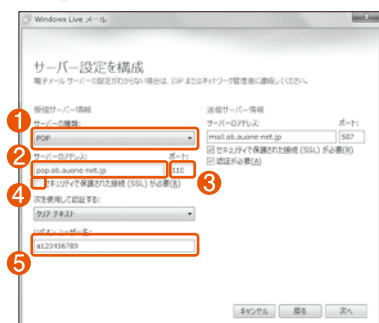 Windows Live メール
サーバー設定を構成
電子メール サーバーの設定がわからない場合は、ISP またはネットワーク管理者に連絡してください。
受信サーバー情報
1
サーバーの種類:
POP
2
サーバーのアドレス:
ポート:
pop.ab.auone-net.jp
110
3
4
セキュリティで保護された接続 (SSL) が必要(R)
次を使用して認証する:
クリア テキスト
ログオン ユーザー名:
5
a123456789
送信サーバー情報
サーバーのアドレス:
ポート:
mail.ab.auone-net.jp
587
セキュリティで保護された接続 (SSL) が必要(R)
認証が必要(A)
キャンセル
戻る
次へ